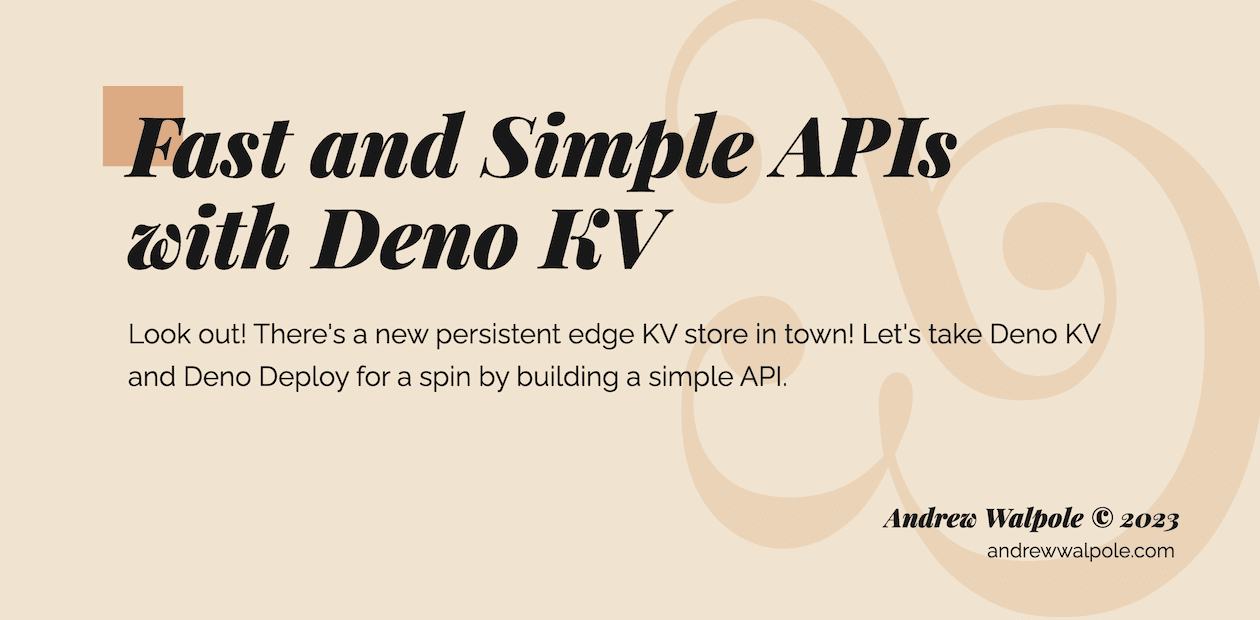 Fast and Simple APIs
with Deno KV
Look out! There's a new persistent edge KV store in town! Let's take Deno KV
and Deno Deploy for a spin by building a simple API.
Andrew Walpole © 2023
andrewwalpole.com